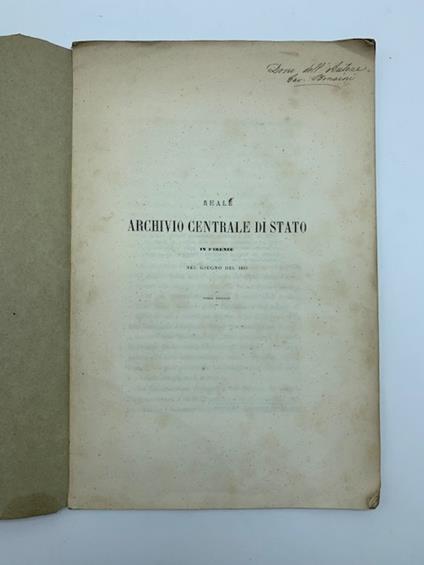 Dono dell'Autore
Cav. Bonaini
REALE
ARCHIVIO CENTRALE DI STATO
IN FIRENZE
NEL GIUGNO DEL